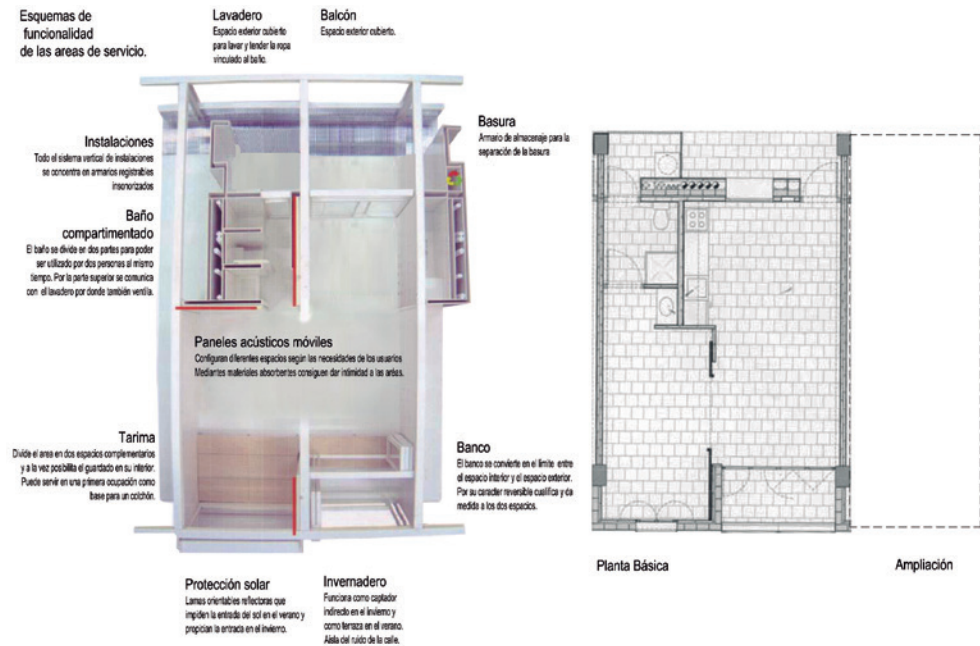 Esquemas de
funcionalidad
de las areas de servicio.
Lavadero
Espacio exterior cubierto
para lavar y tender la ropa
vinculado al baño.
Balcón
Espacio exterior cubierto.
Instalaciones
Todo el sistema vertical de instalaciones
se concentra en armarios registrables
insonorizados
Basura
Armario de almacenaje para la
separación de la basura
Baño
compartimentado
El baño se divide en dos partes para poder
ser utilizado por dos personas al mismo
tiempo. Por la parte superior se comunica
con el lavadero por donde también ventila.
Paneles acústicos móviles
Configuran diferentes espacios según las necesidades de los usuarios
Mediantes materiales absorbentes consiguen dar intimidad a las aréas.
Tarima
Divide el area en dos espacios complementarios
y a la vez posibilita el guardado en su interior.
Puede servir en una primera ocupación como
base para un colchón.
Banco
El banco se convierte en el límite entre
el espacio interior y el espacio exterior.
Por su caracter reversible cualifica y da
medida a los dos espacios.
Protección solar
Lamas orientables reflectoras que
impiden la entrada del sol en el verano y
propician la entrada en el invierno.
Invernadero
Funciona como captador
indirecto en el invierno y
como terraza en el verano.
Aisla del ruido de la calle.
Planta Básica
Ampliación